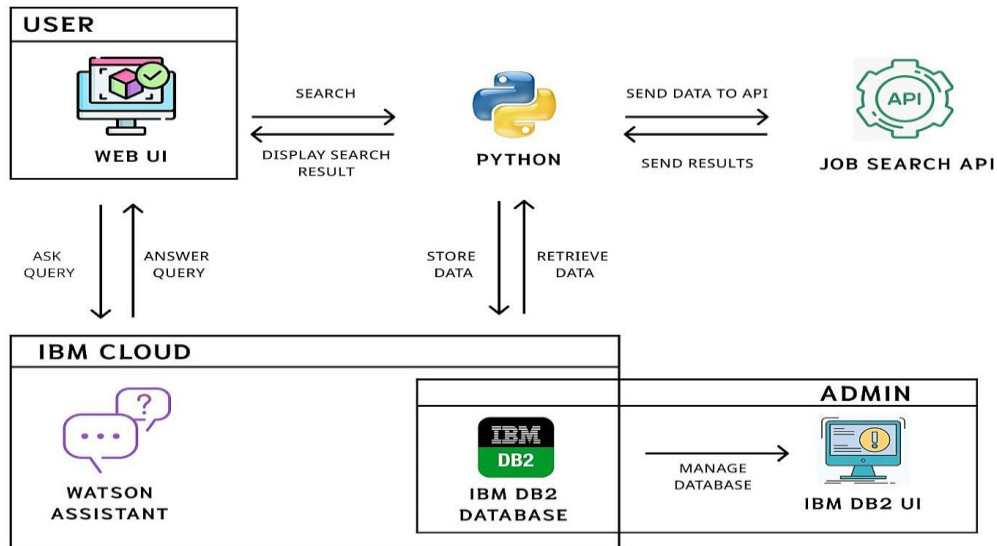 USER
WEB UI
SEARCH
DISPLAY SEARCH
RESULT
PYTHON
SEND DATA TO API
SEND RESULTS
API
JOB SEARCH API
ASK
QUERY
ANSWER
QUERY
STORE
DATA
RETRIEVE
DATA
IBM CLOUD
?
WATSON
ASSISTANT
IBM
DB2
IBM DB2
DATABASE
MANAGE
DATABASE
ADMIN
!
IBM DB2 UI